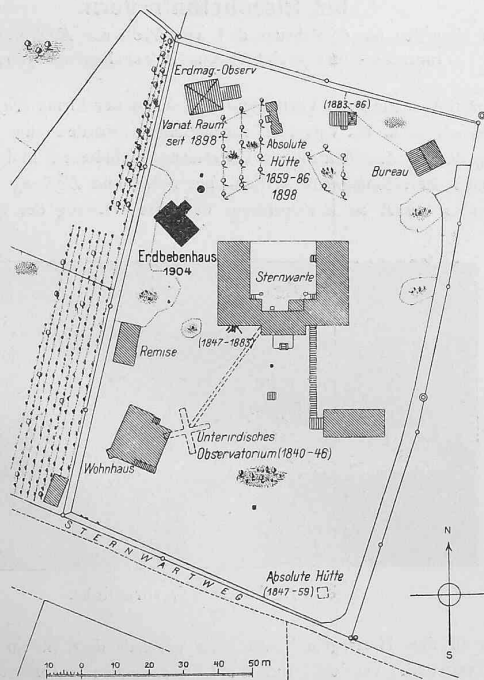 Erdmag-Observ
Variat. Raum
seit 1898
(1883-86)
Absolute
Hütte
1859-86
1898
Bureau
Erdbebenhaus
1904
Sternwarte
(1847-1883)
Remise
Unterirdisches
Observatorium (1840-46)
Wohnhaus
STERNWARTWEG
Absolute Hütte
(1847-59)
N
S
10 0 10 20 30 40 50 m